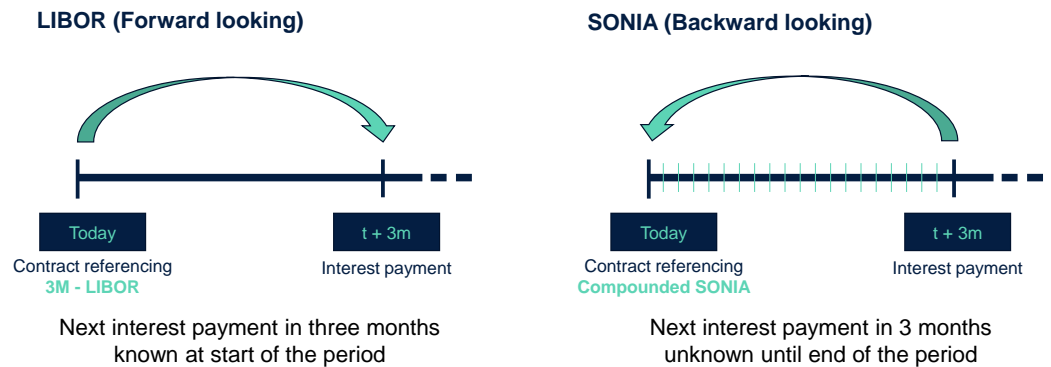 LIBOR (Forward looking)
Today
t + 3m
Contract referencing
3M - LIBOR
Interest payment
Next interest payment in three months
known at start of the period
SONIA (Backward looking)
Today
t + 3m
Contract referencing
Compounded SONIA
Interest payment
Next interest payment in 3 months
unknown until end of the period